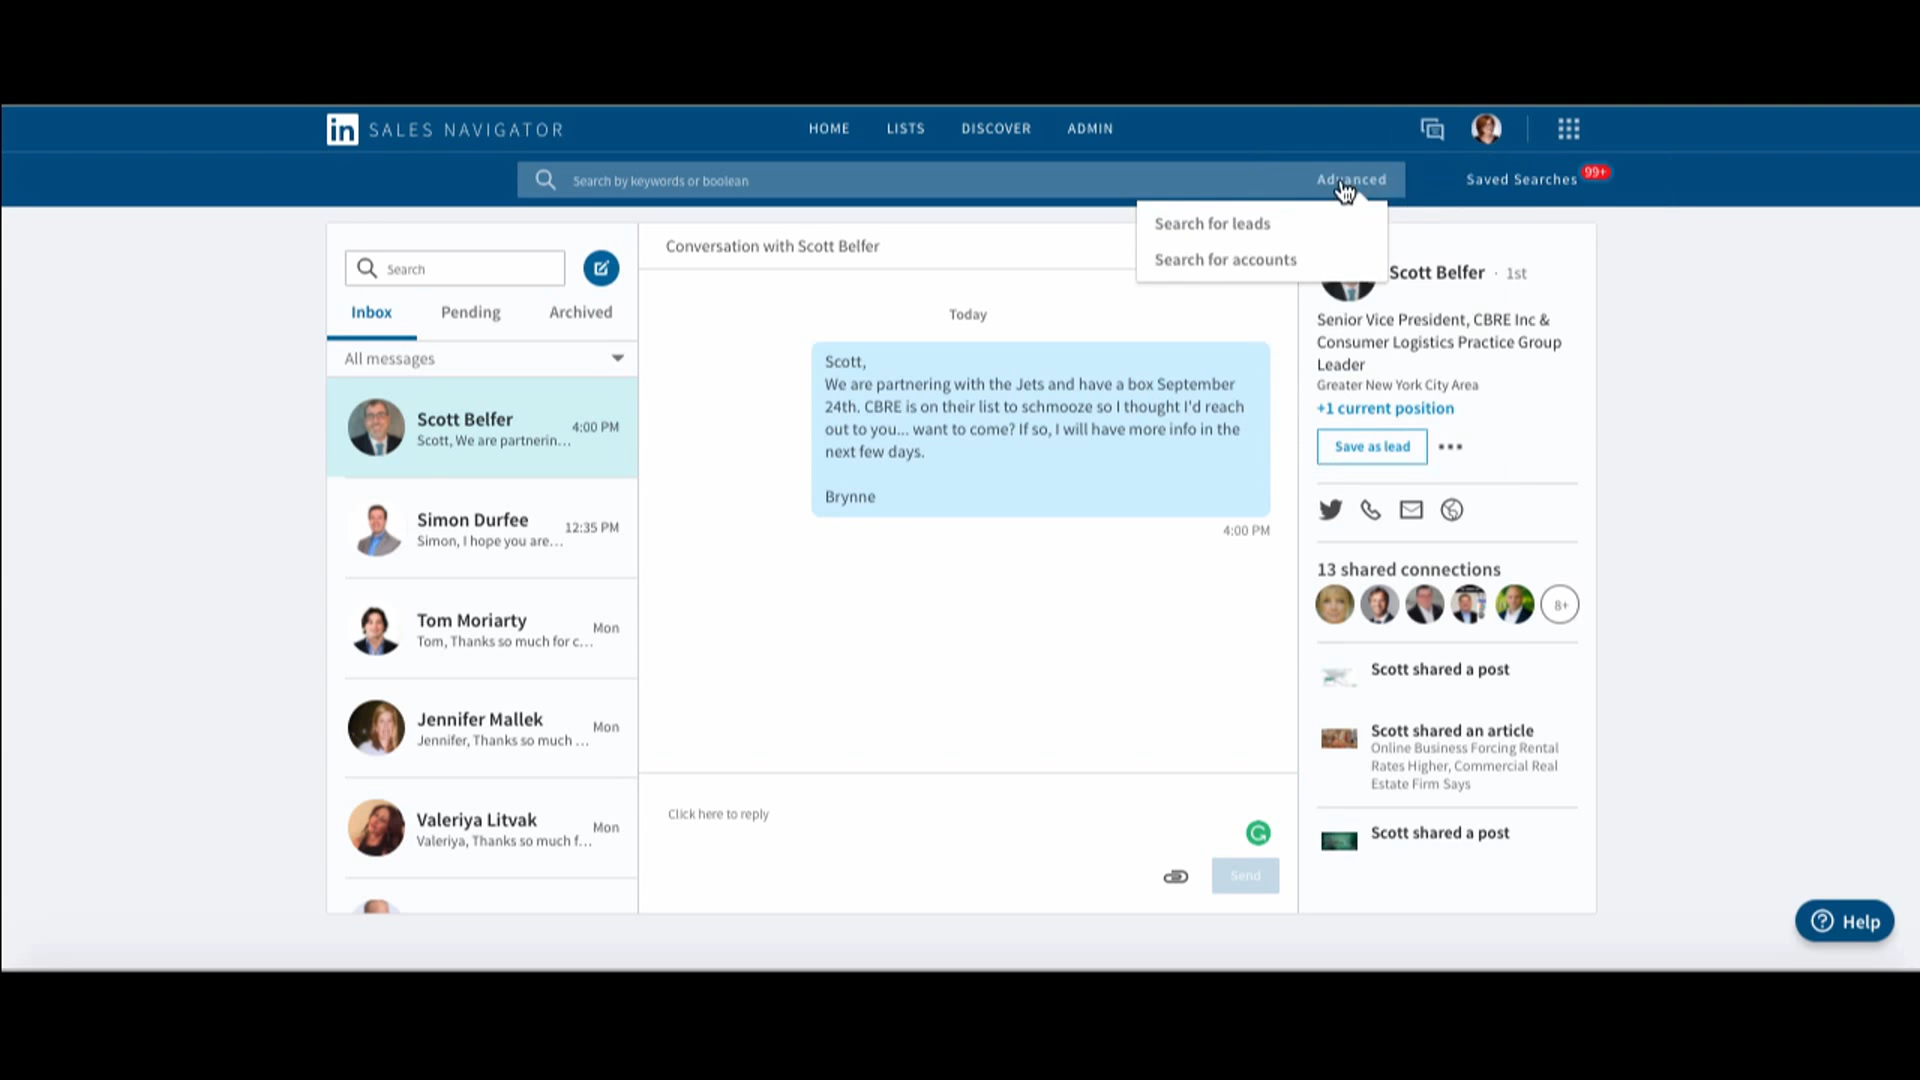 in SALES NAVIGATOR
HOME LISTS DISCOVER ADMIN
Search by keywords or boolean
Advanced
Saved Searches 99+
Search for leads
Search for accounts
Search
Inbox Pending Archived
All messages
Scott Belfer
4:00 PM
Scott, We are partnerin...
Simon Durfee
12:35 PM
Simon, I hope you are...
Tom Moriarty
Mon
Tom, Thanks so much for c...
Jennifer Mallek
Mon
Jennifer, Thanks so much ...
Valeriya Litvak
Mon
Valeriya, Thanks so much f...
Conversation with Scott Belfer
Today
Scott,
We are partnering with the Jets and have a box September
24th. CBRE is on their list to schmooze so I thought I'd reach
out to you... want to come? If so, I will have more info in the
next few days.
Brynne
4:00 PM
Click here to reply
Send
Scott Belfer · 1st
Senior Vice President, CBRE Inc &
Consumer Logistics Practice Group
Leader
Greater New York City Area
+1 current position
Save as lead
13 shared connections
8+
Scott shared a post
Scott shared an article
Online Business Forcing Rental
Rates Higher, Commercial Real
Estate Firm Says
Scott shared a post
Help